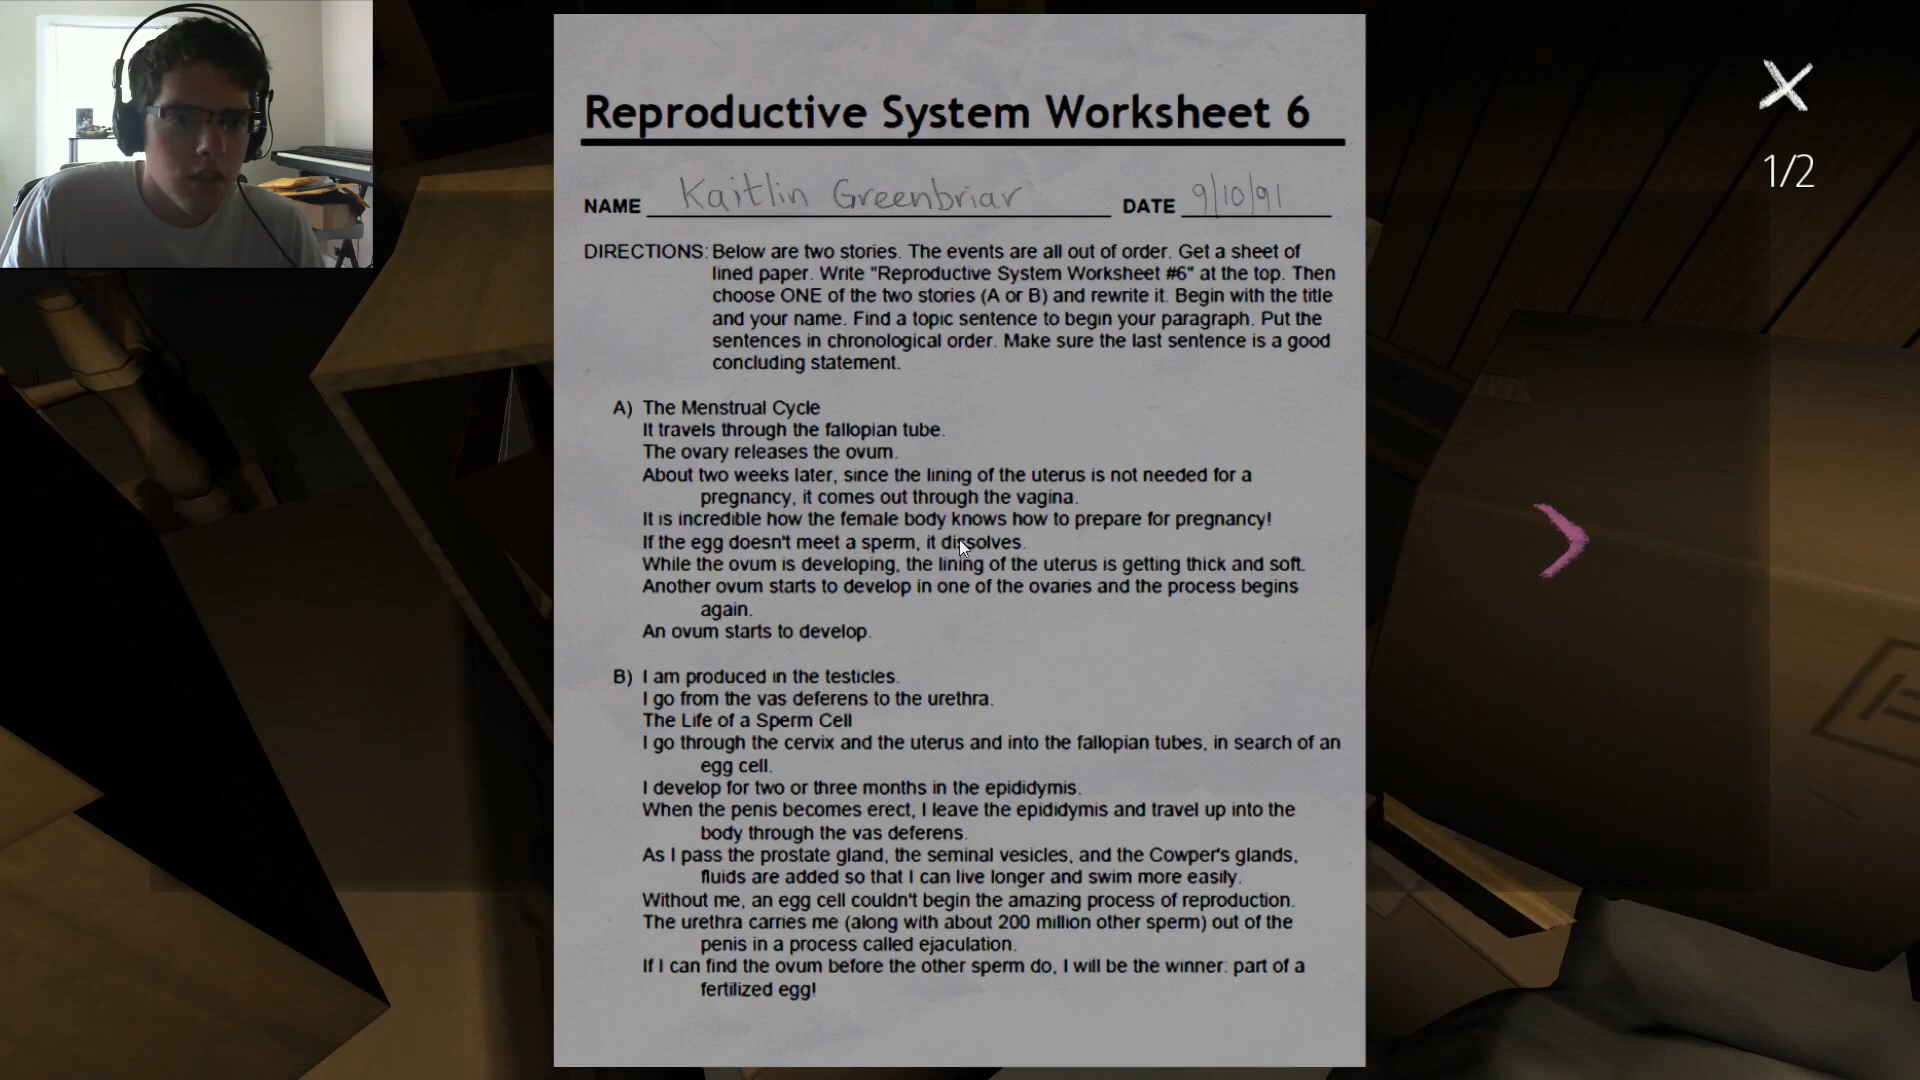 Reproductive System Worksheet 6
1/2
NAME Kaitlin Greenbriar DATE 9/10/91
DIRECTIONS: Below are two stories. The events are all out of order. Get a sheet of
lined paper. Write "Reproductive System Worksheet #6" at the top. Then
choose ONE of the two stories (A or B) and rewrite it. Begin with the title
and your name. Find a topic sentence to begin your paragraph. Put the
sentences in chronological order. Make sure the last sentence is a good
concluding statement.
A) The Menstrual Cycle
It travels through the fallopian tube.
The ovary releases the ovum.
About two weeks later, since the lining of the uterus is not needed for a
pregnancy, it comes out through the vagina.
It is incredible how the female body knows how to prepare for pregnancy!
If the egg doesn't meet a sperm, it dissolves.
While the ovum is developing, the lining of the uterus is getting thick and soft.
Another ovum starts to develop in one of the ovaries and the process begins
again.
An ovum starts to develop.
B) I am produced in the testicles.
I go from the vas deferens to the urethra.
The Life of a Sperm Cell
I go through the cervix and the uterus and into the fallopian tubes, in search of an
egg cell.
I develop for two or three months in the epididymis.
When the penis becomes erect, I leave the epididymis and travel up into the
body through the vas deferens.
As I pass the prostate gland, the seminal vesicles, and the Cowper's glands,
fluids are added so that I can live longer and swim more easily.
Without me, an egg cell couldn't begin the amazing process of reproduction.
The urethra carries me (along with about 200 million other sperm) out of the
penis in a process called ejaculation.
If I can find the ovum before the other sperm do, I will be the winner: part of a
fertilized egg!